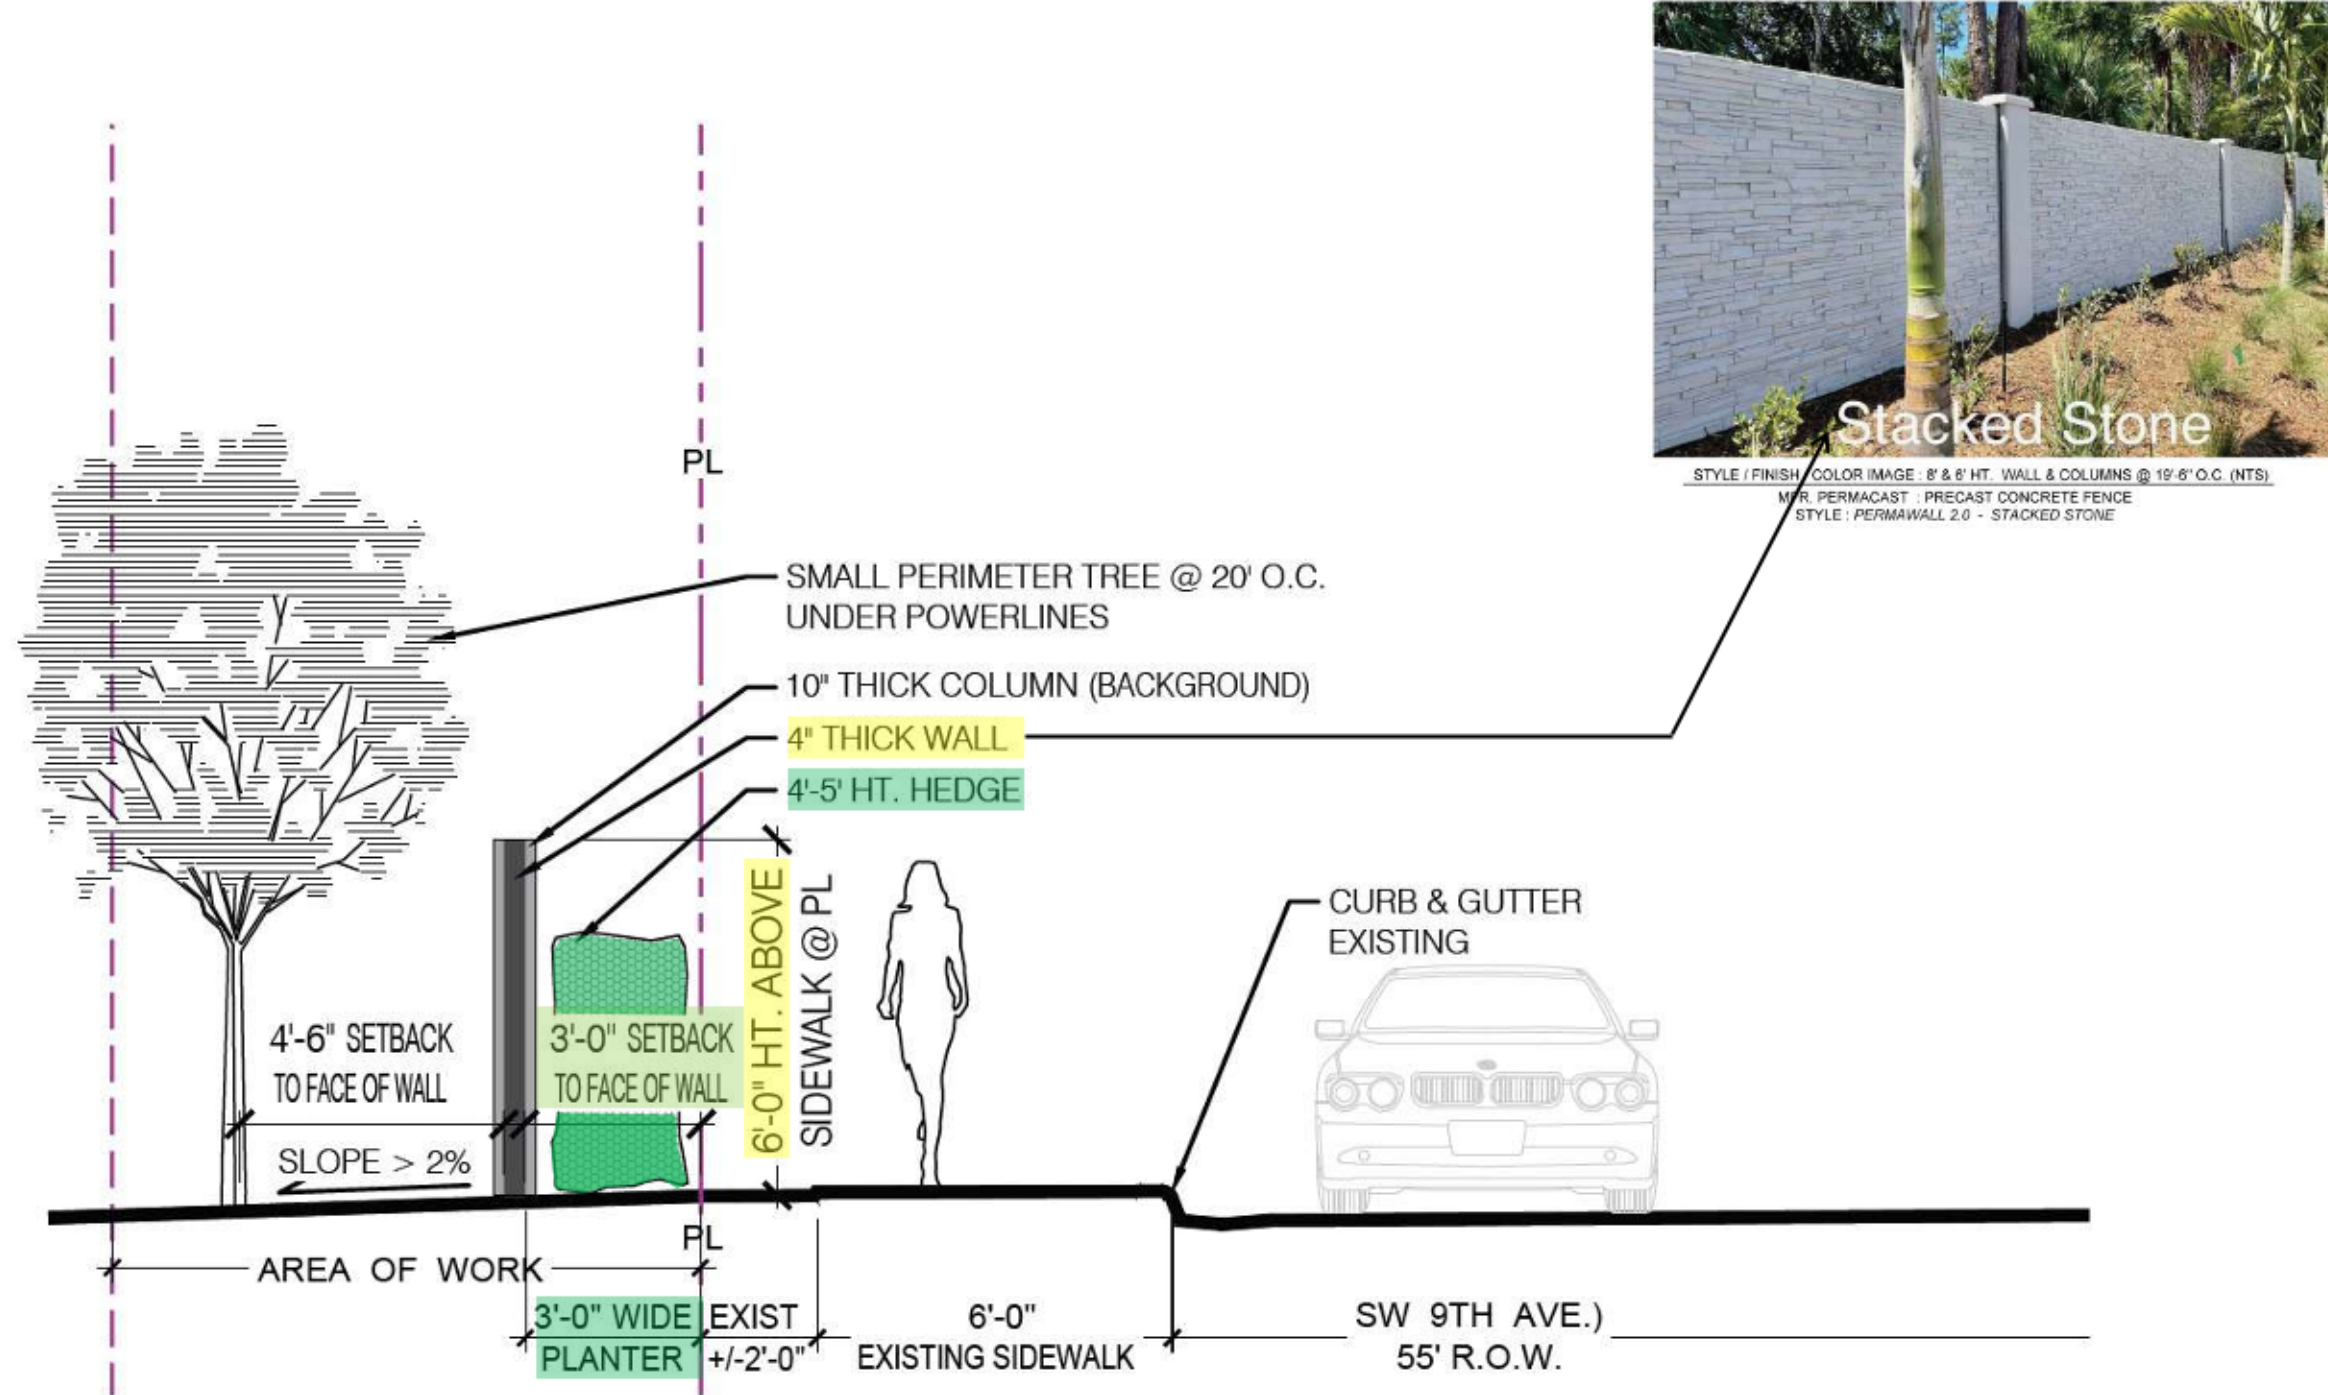 Stacked Stone
STYLE / FINISH / COLOR IMAGE : 8' & 6' HT. WALL & COLUMNS @ 19'-6" O.C. (NTS)
MFR. PERMACAST : PRECAST CONCRETE FENCE
STYLE : PERMAWALL 2.0 - STACKED STONE
PL
SMALL PERIMETER TREE @ 20' O.C.
UNDER POWERLINES
10" THICK COLUMN (BACKGROUND)
4" THICK WALL
4'-5' HT. HEDGE
6'-0" HT. ABOVE
SIDEWALK @ PL
CURB & GUTTER
EXISTING
4'-6" SETBACK
TO FACE OF WALL
3'-0" SETBACK
TO FACE OF WALL
SLOPE > 2%
PL
AREA OF WORK
3'-0" WIDE
PLANTER
EXIST
+/-2'-0"
6'-0"
EXISTING SIDEWALK
SW 9TH AVE.)
55' R.O.W.